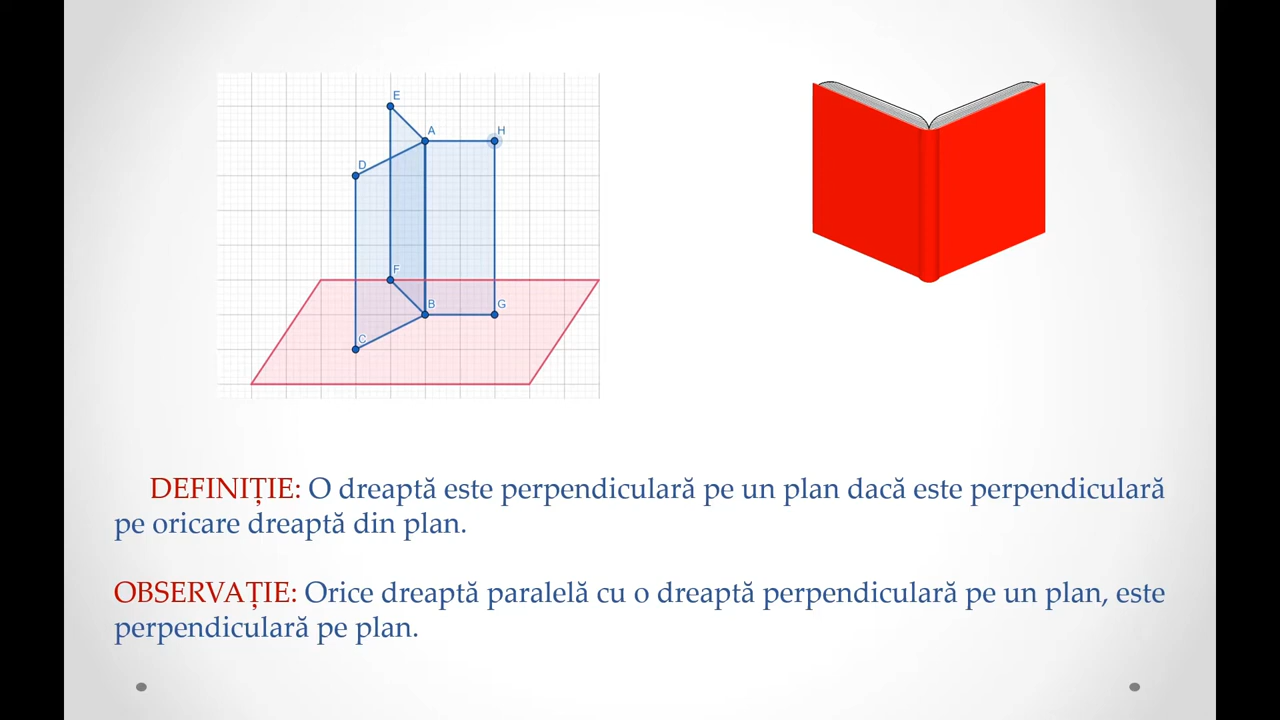 E
A
H
D
F
B
G
C
DEFINIȚIE: O dreaptă este perpendiculară pe un plan dacă este perpendiculară
pe oricare dreaptă din plan.
OBSERVAȚIE: Orice dreaptă paralelă cu o dreaptă perpendiculară pe un plan, este
perpendiculară pe plan.